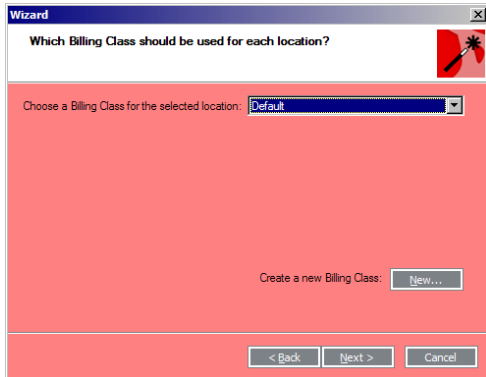 Wizard
Which Billing Class should be used for each location?
Choose a Billing Class for the selected location: Default
Create a new Billing Class: New...
< Back Next > Cancel